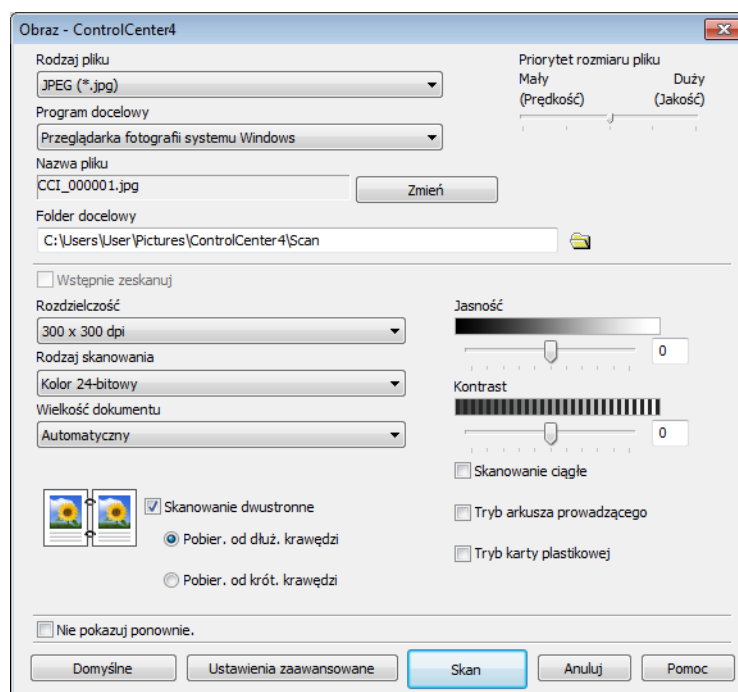 Obraz - ControlCenter4
Rodzaj pliku
JPEG (*.jpg)
Program docelowy
Przeglądarka fotografii systemu Windows
Nazwa pliku
CCI_000001.jpg
Zmień
Folder docelowy
C:\Users\User\Pictures\ControlCenter4\Scan
Priorytet rozmiaru pliku
Mały Duży
(Prędkość) (Jakość)
Wstępnie zeskanuj
Rozdzielczość
300 x 300 dpi
Rodzaj skanowania
Kolor 24-bitowy
Wielkość dokumentu
Automatyczny
Jasność
0
Kontrast
0
Skanowanie dwustronne
Pobier. od dłuż. krawędzi
Pobier. od krót. krawędzi
Skanowanie ciągłe
Tryb arkusza prowadzącego
Tryb karty plastikowej
Nie pokazuj ponownie.
Domyślne
Ustawienia zaawansowane
Skan
Anuluj
Pomoc